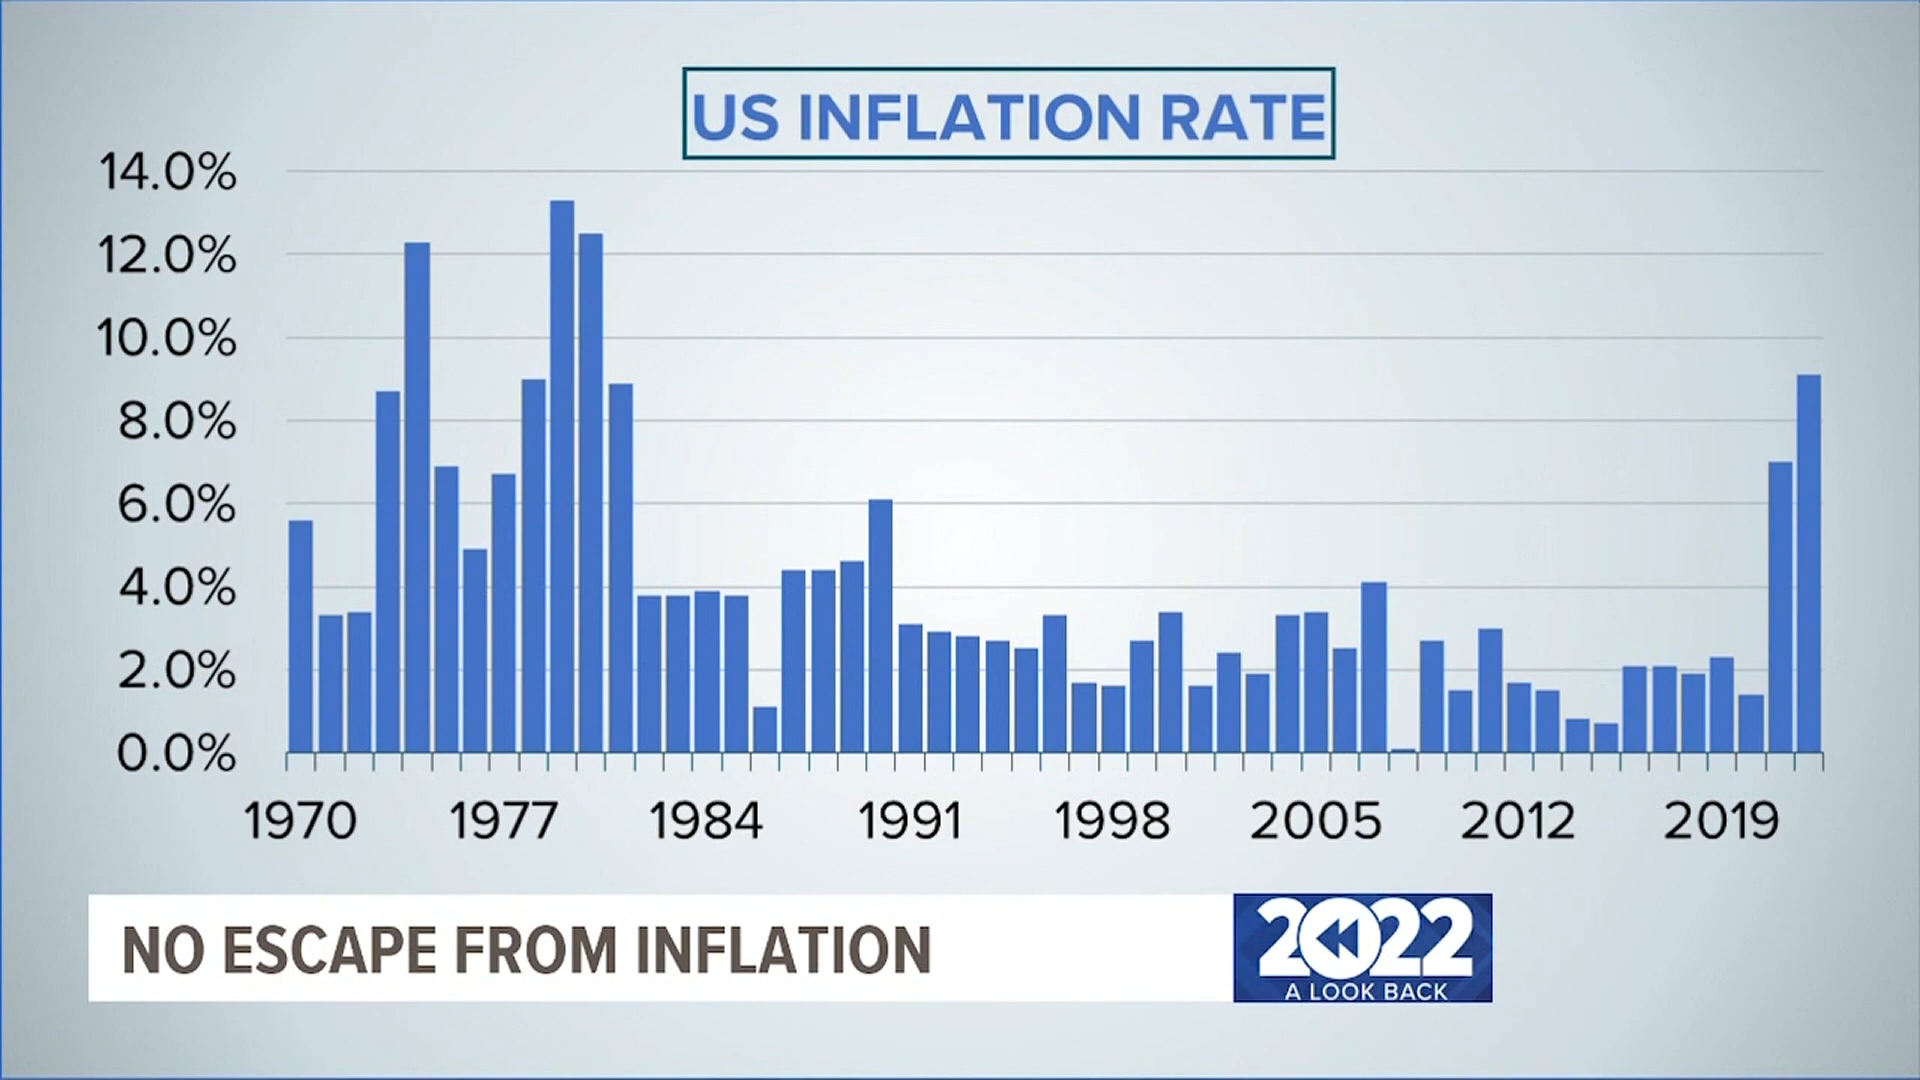 US INFLATION RATE
14.0%
12.0%
10.0%
8.0%
6.0%
4.0%
2.0%
0.0%
1970 1977 1984 1991 1998 2005 2012 2019
NO ESCAPE FROM INFLATION
2022
A LOOK BACK